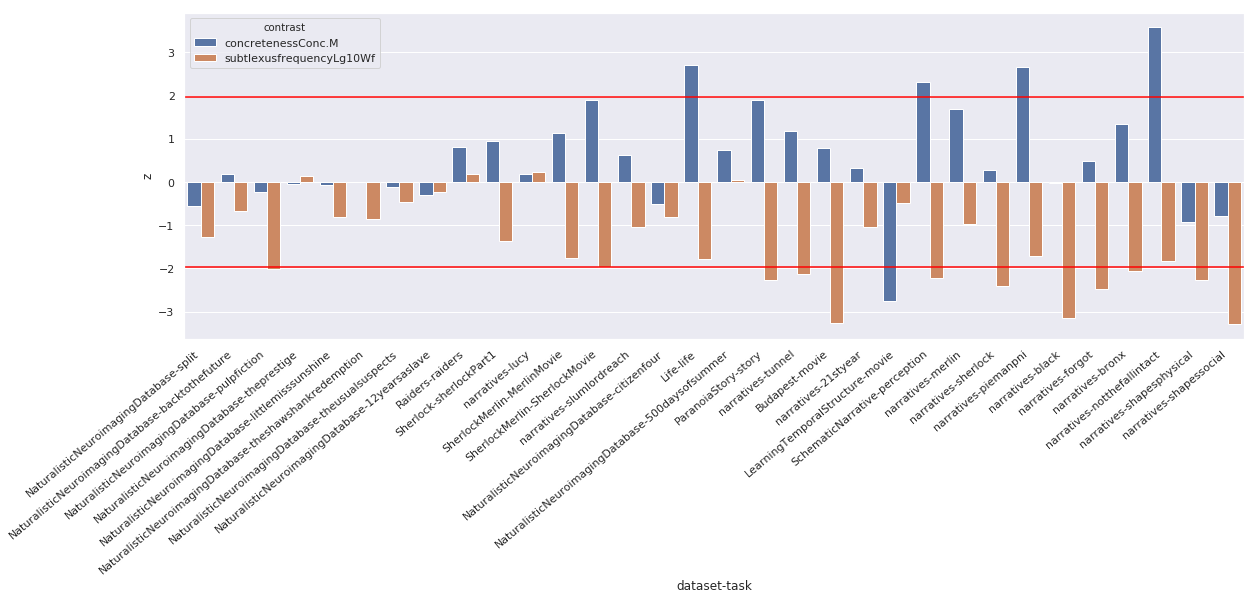 contrast
concretenessConc.M
subtlexusfrequencyLg10Wf
3
2
1
0
−1
−2
−3
z
NaturalisticNeuroimagingDatabase-split
NaturalisticNeuroimagingDatabase-backtothefuture
NaturalisticNeuroimagingDatabase-pulpfiction
NaturalisticNeuroimagingDatabase-theprestige
NaturalisticNeuroimagingDatabase-littlemisssunshine
NaturalisticNeuroimagingDatabase-theshawshankredemption
NaturalisticNeuroimagingDatabase-theusualsuspects
NaturalisticNeuroimagingDatabase-12yearsaslave
Raiders-raiders
Sherlock-sherlockPart1
narratives-lucy
SherlockMerlin-MerlinMovie
SherlockMerlin-SherlockMovie
narratives-slumlordreach
NaturalisticNeuroimagingDatabase-citizenfour
Life-life
NaturalisticNeuroimagingDatabase-500daysofsummer
ParanoiaStory-story
narratives-tunnel
Budapest-movie
narratives-21styear
LearningTemporalStructure-movie
SchematicNarrative-perception
narratives-merlin
narratives-sherlock
narratives-piemanpni
narratives-black
narratives-forgot
narratives-bronx
narratives-notthefallintact
narratives-shapesphysical
narratives-shapessocial
dataset-task